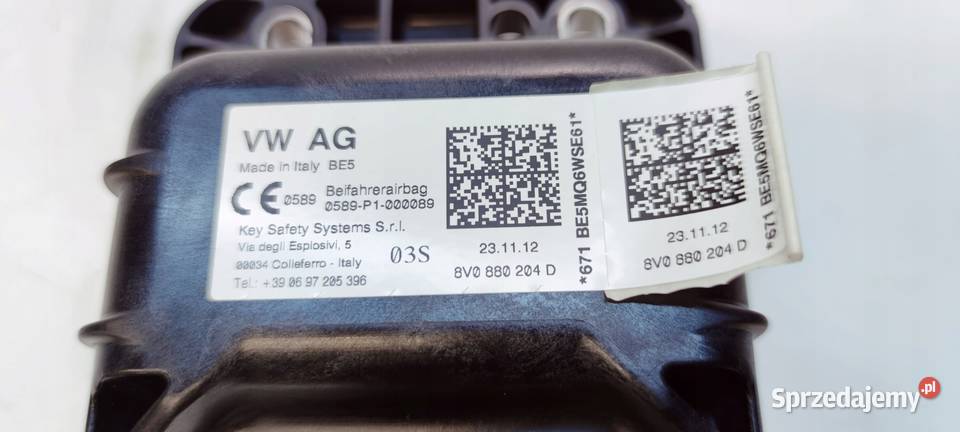 VW AG
Made in Italy BE5
CE 0589 Beifahrerairbag
0589-P1-000089
Key Safety Systems S.r.l.
Via degli Esplosivi, 5
00034 Colleferro - Italy
Tel.: +39 06 97 205 396
03S
23.11.12
8V0 880 204 D
*671 BE5MQ6WSE61*
23.11.12
8V0 880 204 D
*671 BE5MQ6WSE61*
Sprzedajemy.pl